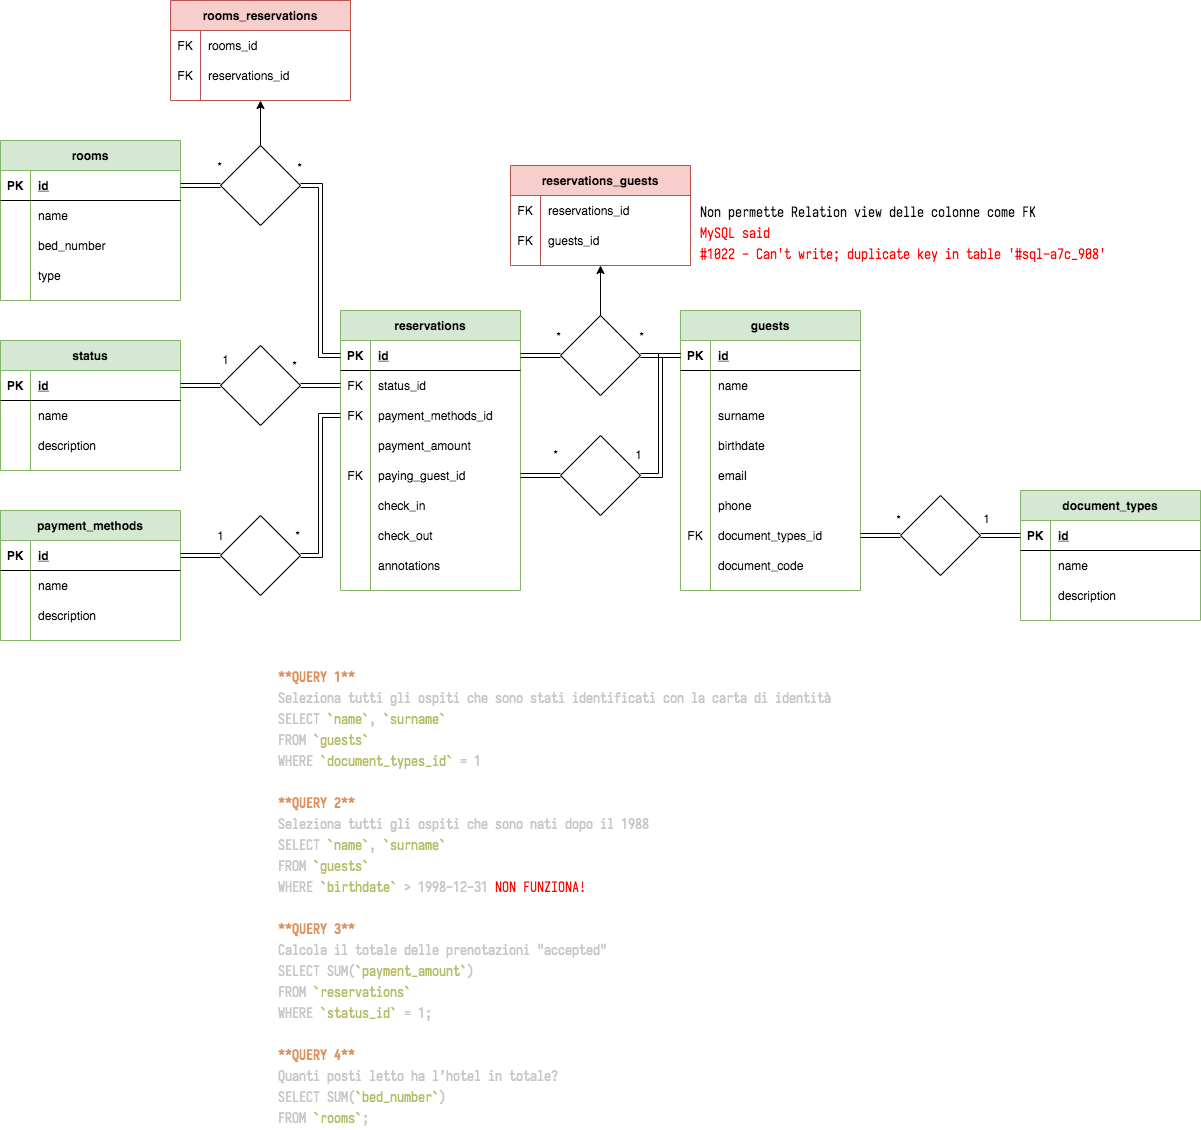 rooms_reservations
FK rooms_id
FK reservations_id
rooms
PK id
name
bed_number
type
* *
reservations_guests
FK reservations_id
FK guests_id
Non permette Relation view delle colonne come FK
MySQL said
#1022 - Can't write; duplicate key in table '#sql-a7c_908'
status
PK id
name
description
1 *
reservations
PK id
FK status_id
FK payment_methods_id
payment_amount
FK paying_guest_id
check_in
check_out
annotations
* *
* 1
guests
PK id
name
surname
birthdate
email
phone
FK document_types_id
document_code
payment_methods
PK id
name
description
1 *
* 1
document_types
PK id
name
description
**QUERY 1**
Seleziona tutti gli ospiti che sono stati identificati con la carta di identità
SELECT `name`, `surname`
FROM `guests`
WHERE `document_types_id` = 1
**QUERY 2**
Seleziona tutti gli ospiti che sono nati dopo il 1988
SELECT `name`, `surname`
FROM `guests`
WHERE `birthdate` > 1998-12-31 NON FUNZIONA!
**QUERY 3**
Calcola il totale delle prenotazioni "accepted"
SELECT SUM(`payment_amount`)
FROM `reservations`
WHERE `status_id` = 1;
**QUERY 4**
Quanti posti letto ha l’hotel in totale?
SELECT SUM(`bed_number`)
FROM `rooms`;